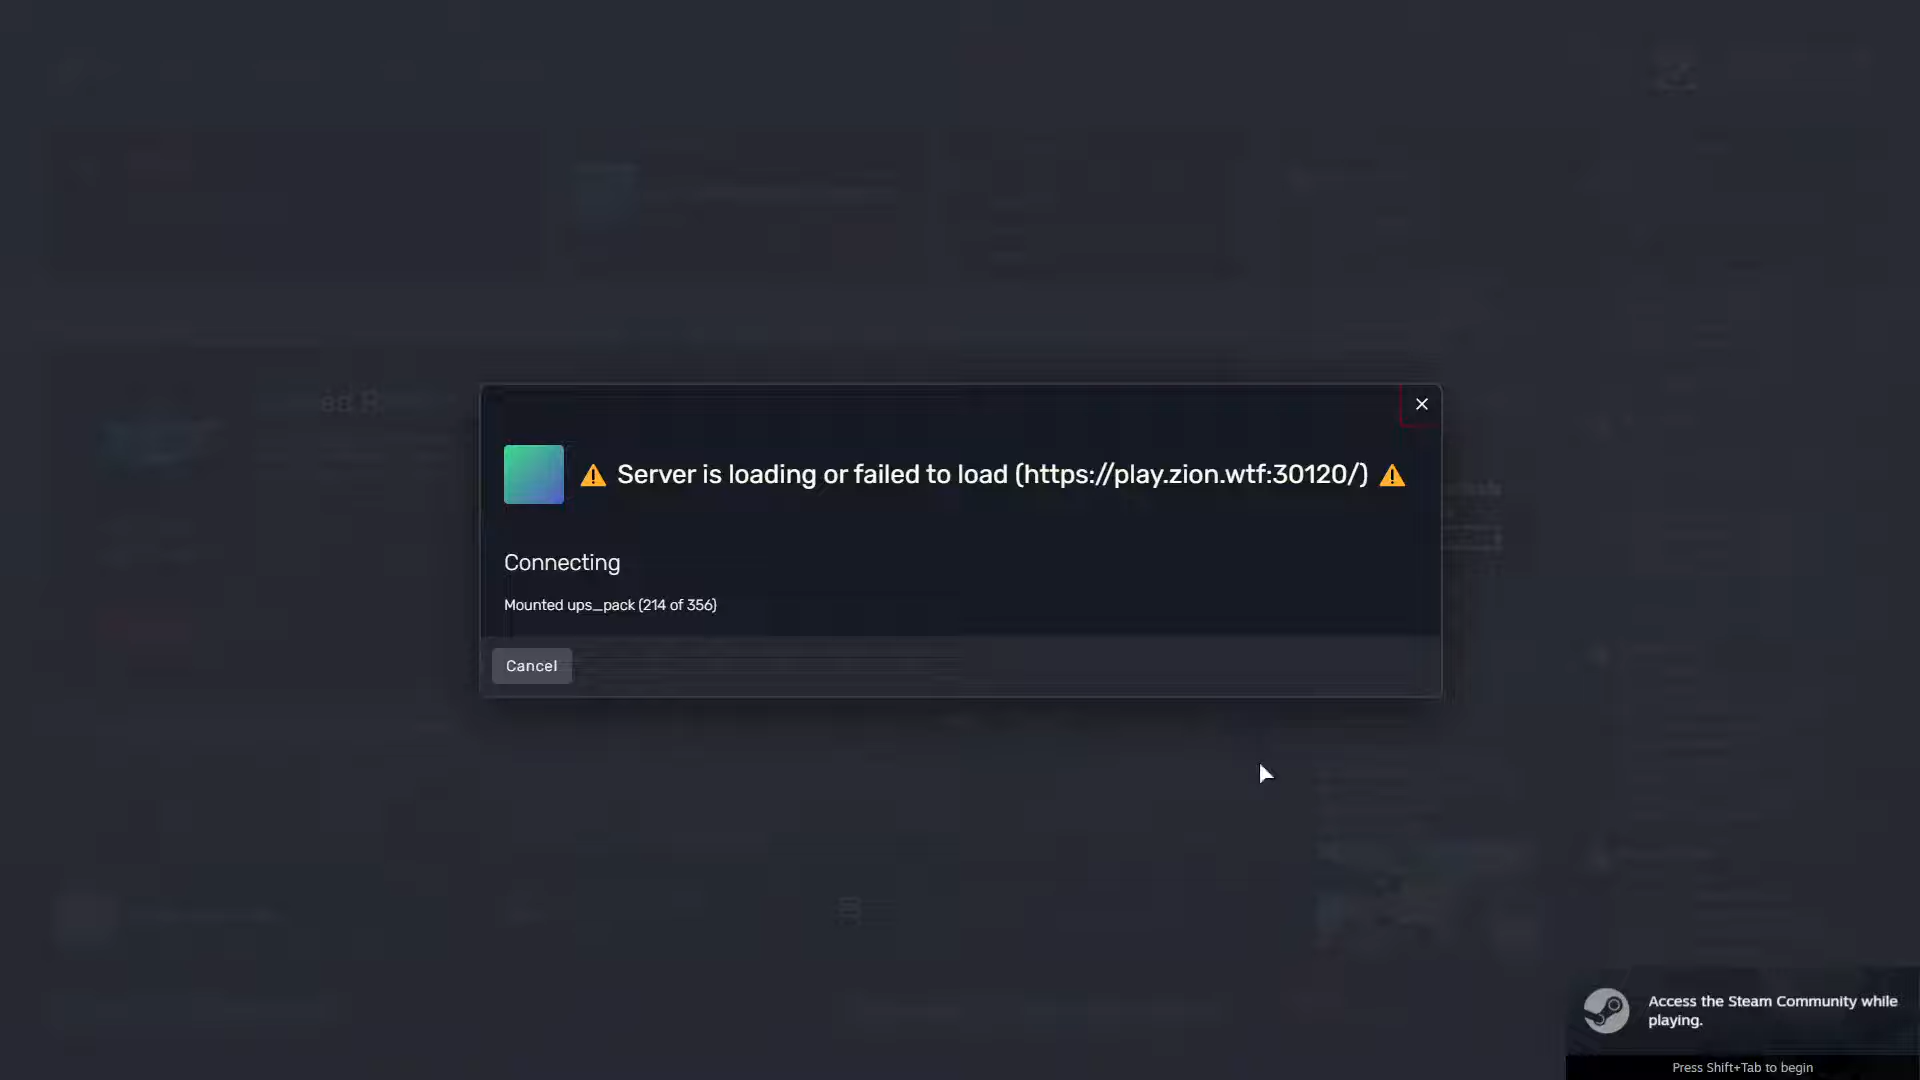 ⚠ Server is loading or failed to load (https://play.zion.wtf:30120/) ⚠
Connecting
Mounted ups_pack (214 of 356)
Cancel
Access the Steam Community while
playing.
Press Shift+Tab to begin